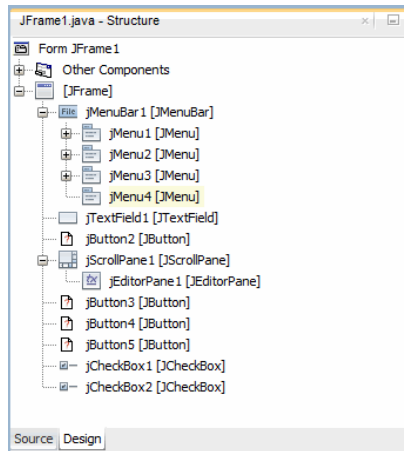 JFrame1.java - Structure
Form JFrame1
Other Components
[JFrame]
File jMenuBar1 [JMenuBar]
jMenu1 [JMenu]
jMenu2 [JMenu]
jMenu3 [JMenu]
jMenu4 [JMenu]
jTextField1 [JTextField]
jButton2 [JButton]
jScrollPane1 [JScrollPane]
jEditorPane1 [JEditorPane]
jButton3 [JButton]
jButton4 [JButton]
jButton5 [JButton]
jCheckBox1 [JCheckBox]
jCheckBox2 [JCheckBox]
Source Design